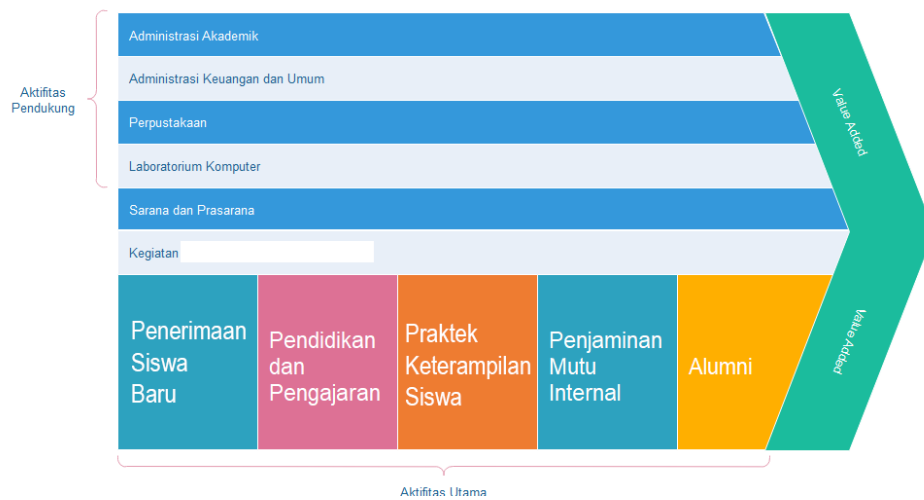 Administrasi Akademik
Administrasi Keuangan dan Umum
Aktifitas
Pendukung
Perpustakaan
Laboratorium Komputer
Sarana dan Prasarana
Kegiatan
Value Added
Value Added
Penerimaan
Siswa
Baru
Pendidikan
dan
Pengajaran
Praktek
Keterampilan
Siswa
Penjaminan
Mutu
Internal
Alumni
Aktifitas Utama